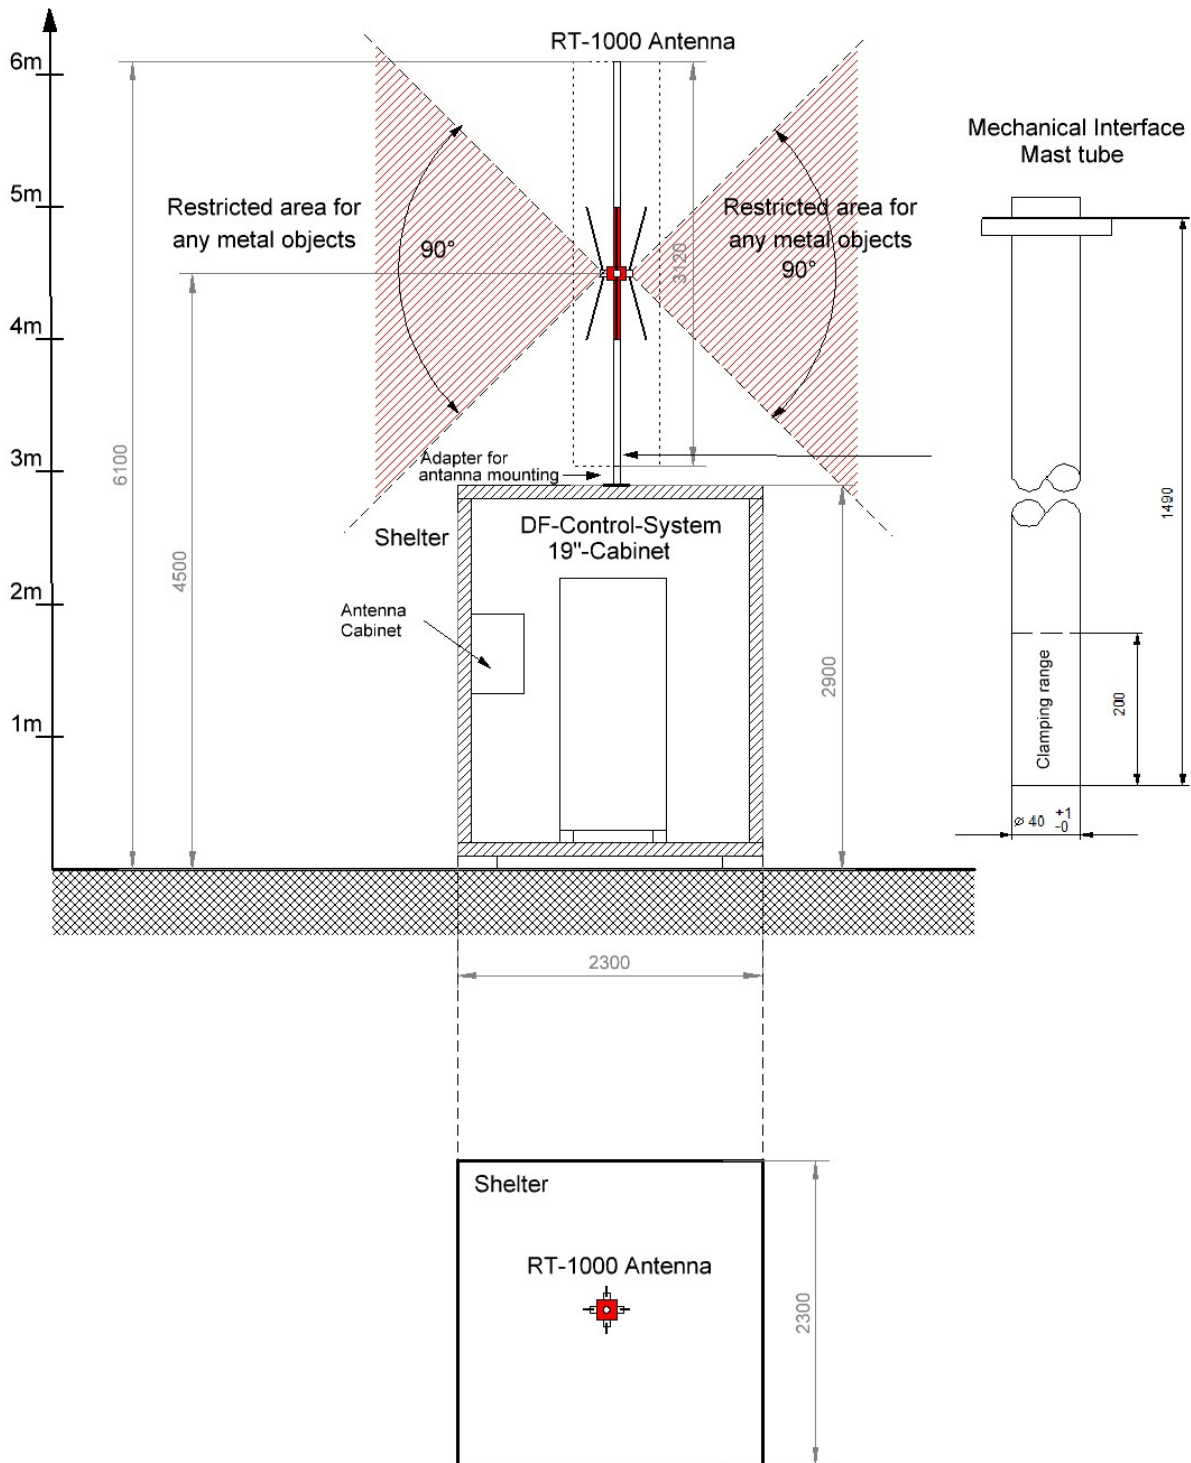 RT-1000 Antenna
6m
Mechanical Interface
Mast tube
5m
Restricted area for
any metal objects
90°
Restricted area for
any metal objects
90°
3120
4m
6100
3m
Adapter for
antanna mounting
1490
DF-Control-System
19"-Cabinet
Shelter
4500
2m
Antenna
Cabinet
2900
Clamping range
200
1m
⌀ 40 +1
-0
2300
Shelter
RT-1000 Antenna
2300